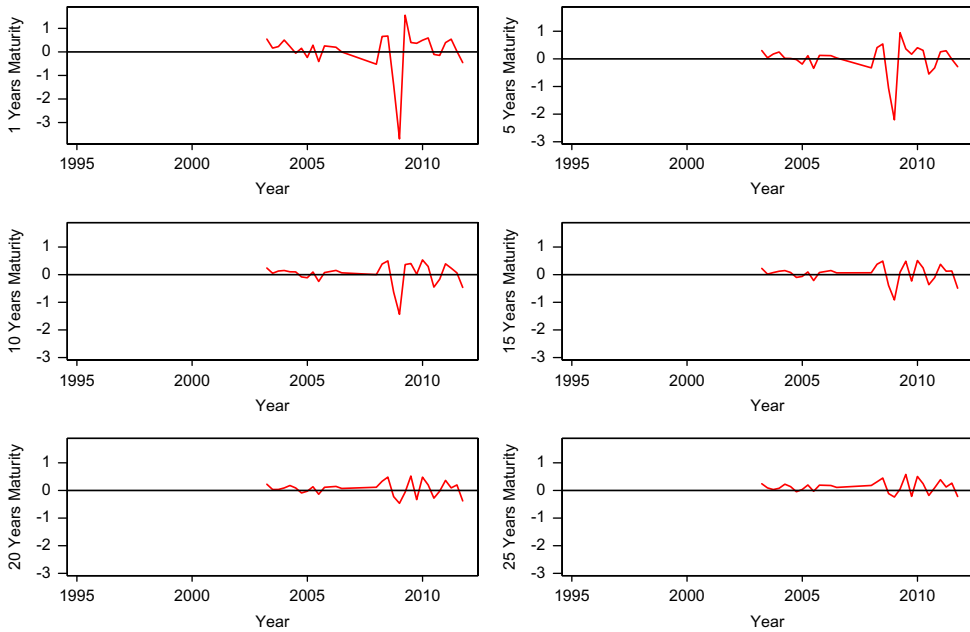 1 Years Maturity
1
0
-1
-2
-3
1995 2000 2005 2010
Year
5 Years Maturity
1
0
-1
-2
-3
1995 2000 2005 2010
Year
10 Years Maturity
1
0
-1
-2
-3
1995 2000 2005 2010
Year
15 Years Maturity
1
0
-1
-2
-3
1995 2000 2005 2010
Year
20 Years Maturity
1
0
-1
-2
-3
1995 2000 2005 2010
Year
25 Years Maturity
1
0
-1
-2
-3
1995 2000 2005 2010
Year